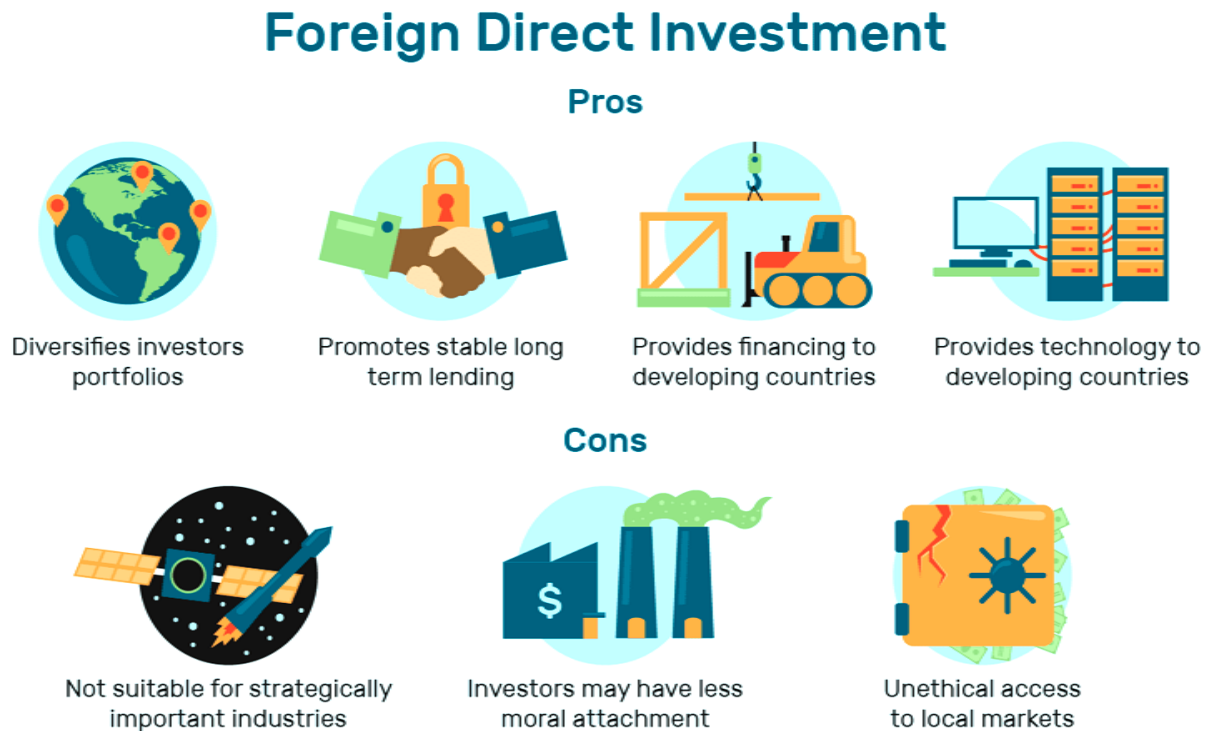 Foreign Direct Investment
Pros
Diversifies investors
portfolios
Promotes stable long
term lending
Provides financing to
developing countries
Provides technology to
developing countries
Cons
$
Not suitable for strategically
important industries
Investors may have less
moral attachment
Unethical access
to local markets